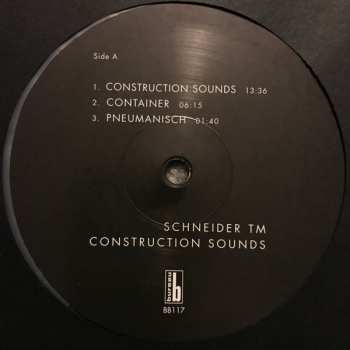 Side A
1. CONSTRUCTION SOUNDS 13:36
2. CONTAINER 06:15
3. PNEUMANISCH 01:40
SCHNEIDER TM
CONSTRUCTION SOUNDS
bureau b
BB117